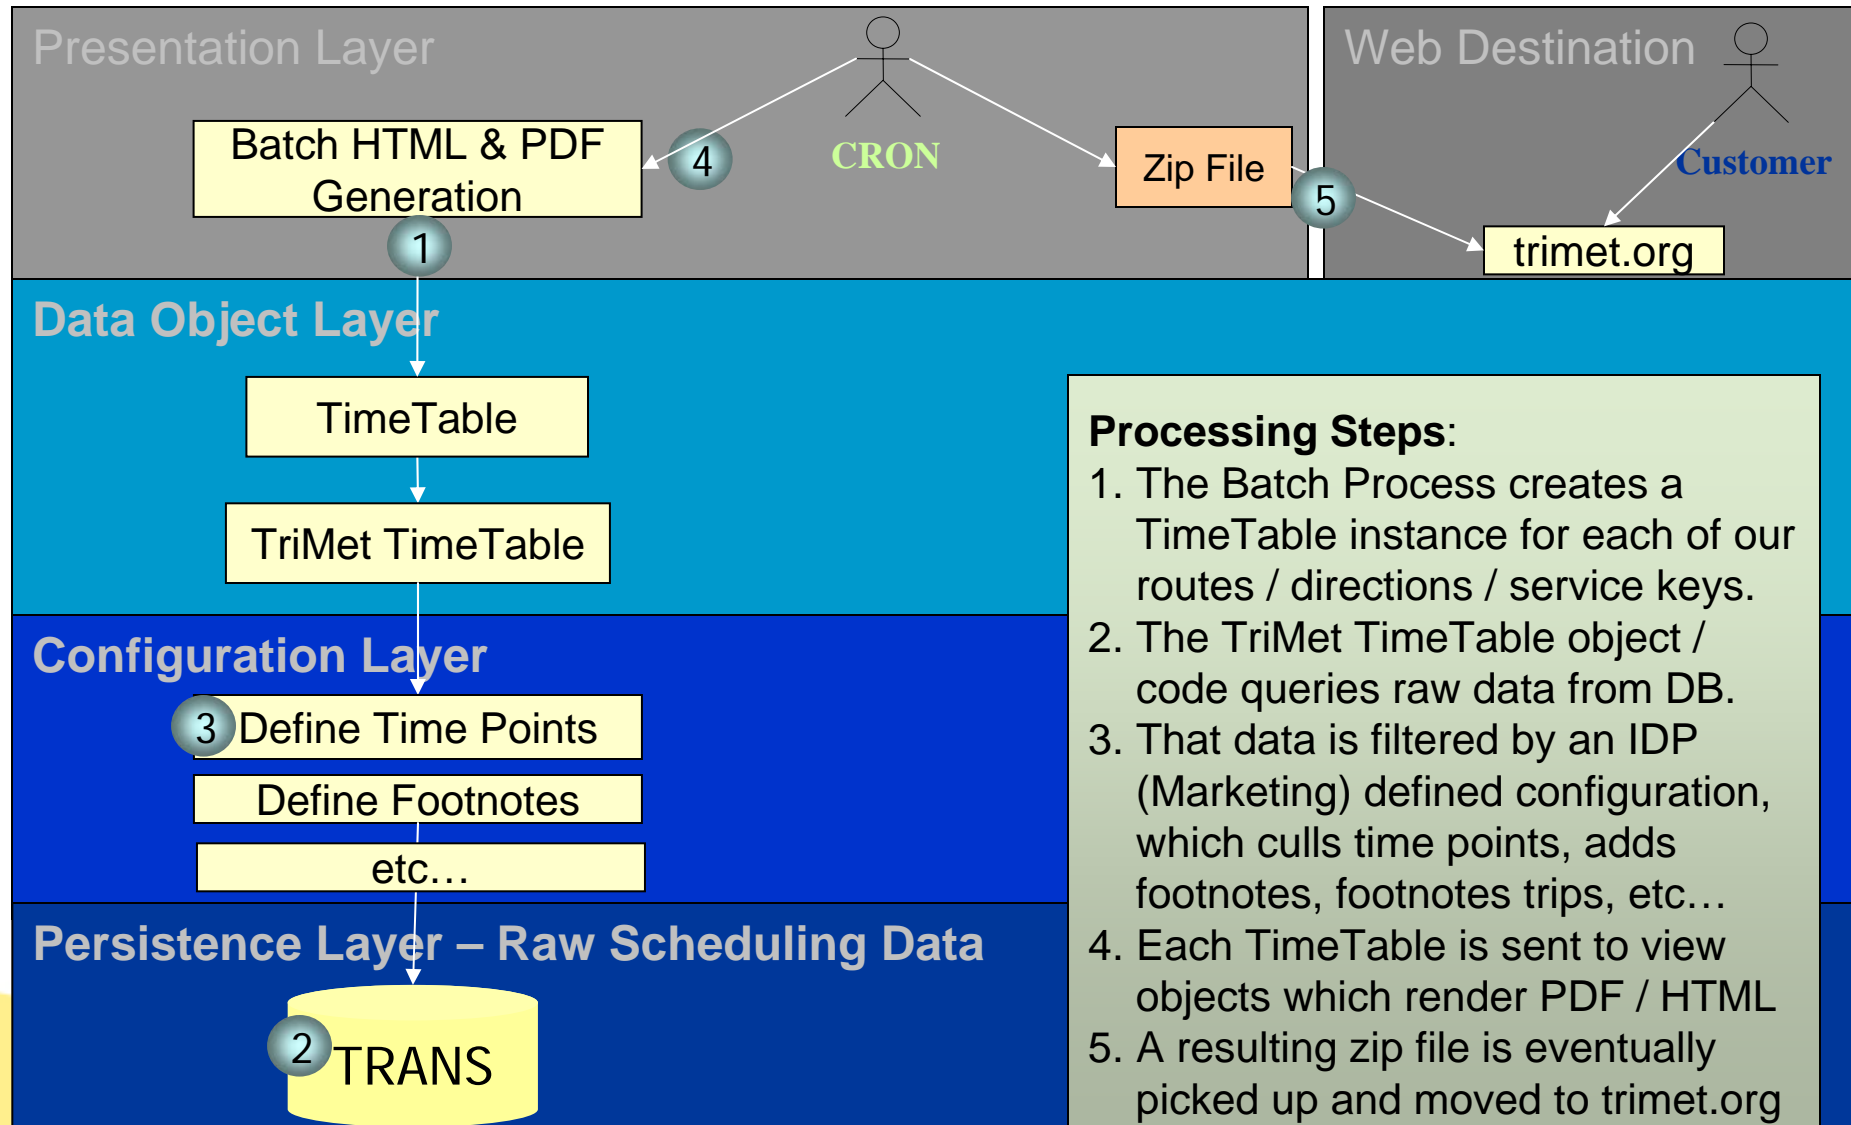 Presentation Layer
Web Destination
Batch HTML & PDF
Generation
4
CRON
Zip File
5
Customer
trimet.org
1
Data Object Layer
TimeTable
TriMet TimeTable
Configuration Layer
3
Define Time Points
Define Footnotes
etc…
Persistence Layer – Raw Scheduling Data
2
TRANS
Processing Steps:
1. The Batch Process creates a
TimeTable instance for each of our
routes / directions / service keys.
2. The TriMet TimeTable object /
code queries raw data from DB.
3. That data is filtered by an IDP
(Marketing) defined configuration,
which culls time points, adds
footnotes, footnotes trips, etc…
4. Each TimeTable is sent to view
objects which render PDF / HTML
5. A resulting zip file is eventually
picked up and moved to trimet.org